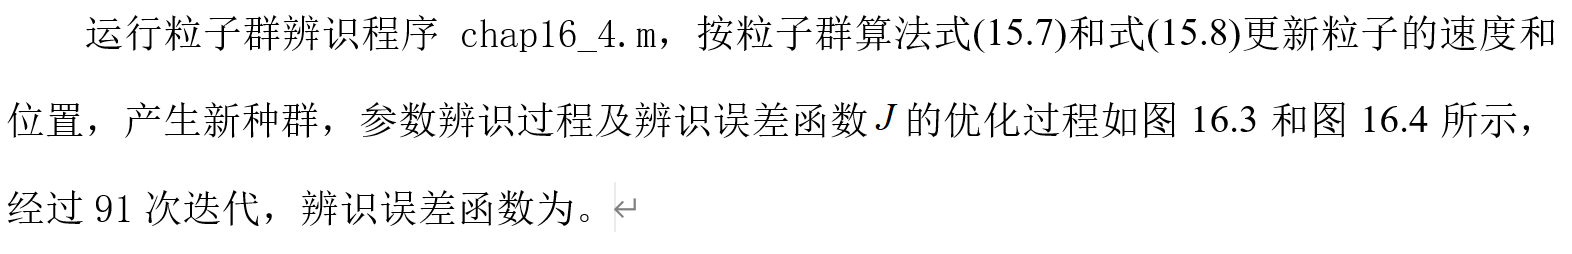 运行粒子群辨识程序 chap16_4.m，按粒子群算法式(15.7)和式(15.8)更新粒子的速度和
位置，产生新种群，参数辨识过程及辨识误差函数J的优化过程如图 16.3 和图 16.4 所示，
经过 91 次迭代，辨识误差函数为。↵